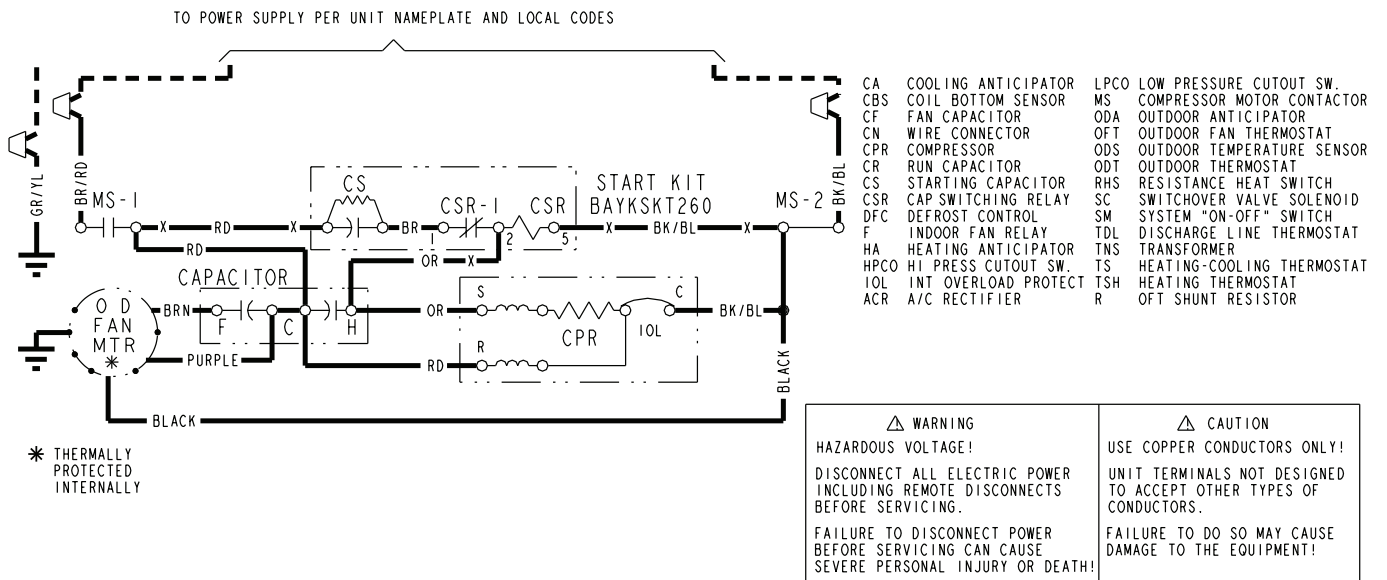 TO POWER SUPPLY PER UNIT NAMEPLATE AND LOCAL CODES
GR/YL
BR/RD
MS-1
X
RD
X
CS
BR
CSR-1
1
2
CSR
5
START KIT
BAYKSKT260
X
BK/BL
X
MS-2
BK/BL
RD
OR
X
CAPACITOR
O D
FAN
MTR
✳
BRN
F
C
H
PURPLE
OR
S
CPR
IOL
C
BK/BL
RD
R
BLACK
BLACK
✳ THERMALLY
PROTECTED
INTERNALLY
CA COOLING ANTICIPATOR
CBS COIL BOTTOM SENSOR
CF FAN CAPACITOR
CN WIRE CONNECTOR
CPR COMPRESSOR
CR RUN CAPACITOR
CS STARTING CAPACITOR
CSR CAP SWITCHING RELAY
DFC DEFROST CONTROL
F INDOOR FAN RELAY
HA HEATING ANTICIPATOR
HPCO HI PRESS CUTOUT SW.
IOL INT OVERLOAD PROTECT
ACR A/C RECTIFIER
LPCO LOW PRESSURE CUTOUT SW.
MS COMPRESSOR MOTOR CONTACTOR
ODA OUTDOOR ANTICIPATOR
OFT OUTDOOR FAN THERMOSTAT
ODS OUTDOOR TEMPERATURE SENSOR
ODT OUTDOOR THERMOSTAT
RHS RESISTANCE HEAT SWITCH
SC SWITCHOVER VALVE SOLENOID
SM SYSTEM "ON-OFF" SWITCH
TDL DISCHARGE LINE THERMOSTAT
TNS TRANSFORMER
TS HEATING-COOLING THERMOSTAT
TSH HEATING THERMOSTAT
R OFT SHUNT RESISTOR
⚠ WARNING
HAZARDOUS VOLTAGE!
DISCONNECT ALL ELECTRIC POWER
INCLUDING REMOTE DISCONNECTS
BEFORE SERVICING.
FAILURE TO DISCONNECT POWER
BEFORE SERVICING CAN CAUSE
SEVERE PERSONAL INJURY OR DEATH!
⚠ CAUTION
USE COPPER CONDUCTORS ONLY!
UNIT TERMINALS NOT DESIGNED
TO ACCEPT OTHER TYPES OF
CONDUCTORS.
FAILURE TO DO SO MAY CAUSE
DAMAGE TO THE EQUIPMENT!